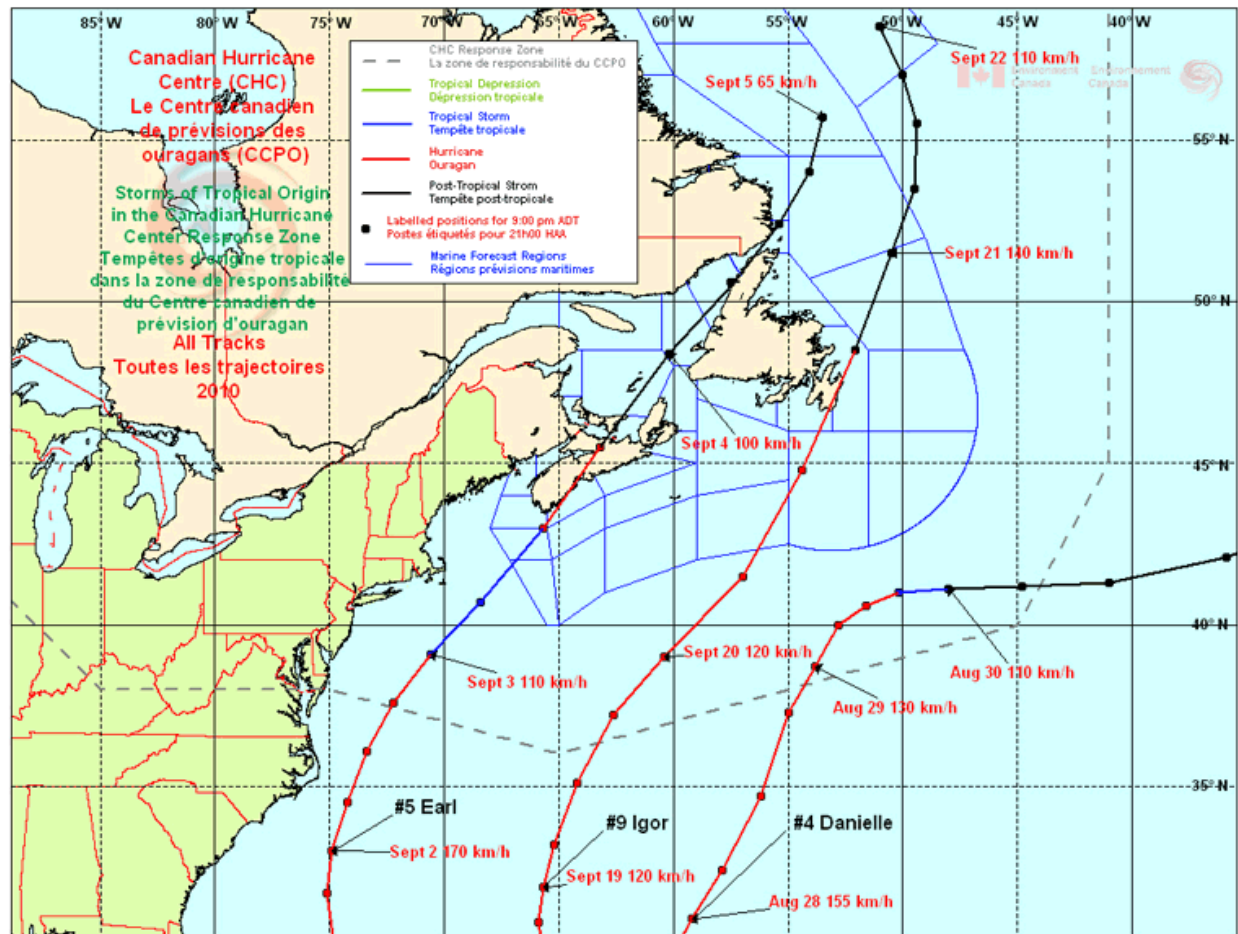 85°W 80°W 75°W 70°W 65°W 60°W 55°W 50°W 45°W 40°W
Canadian Hurricane
Centre (CHC)
Le Centre canadien
de prévisions des
ouragans (CCPO)
Storms of Tropical Origin
in the Canadian Hurricane
Center Response Zone
Tempêtes d'origine tropicale
dans la zone de responsabilité
du Centre canadien de
prévision d'ouragan
All Tracks
Toutes les trajectoires
2010
CHC Response Zone
La zone de responsabilité du CCPO
Tropical Depression
Dépression tropicale
Tropical Storm
Tempête tropicale
Hurricane
Ouragan
Post-Tropical Strom
Tempête post-tropicale
Labelled positions for 9:00 pm ADT
Postes étiquetés pour 21h00 HAA
Marine Forecast Regions
Régions prévisions maritimes
Sept 22 110 km/h
Environment Environnement
Canada Canada
Sept 5 65 km/h
55°N
Sept 21 140 km/h
50°N
Sept 4 100 km/h
45°N
40°N
Sept 20 120 km/h
Aug 30 110 km/h
Sept 3 110 km/h
Aug 29 130 km/h
35°N
#5 Earl
#9 Igor
#4 Danielle
Sept 2 170 km/h
Sept 19 120 km/h
Aug 28 155 km/h